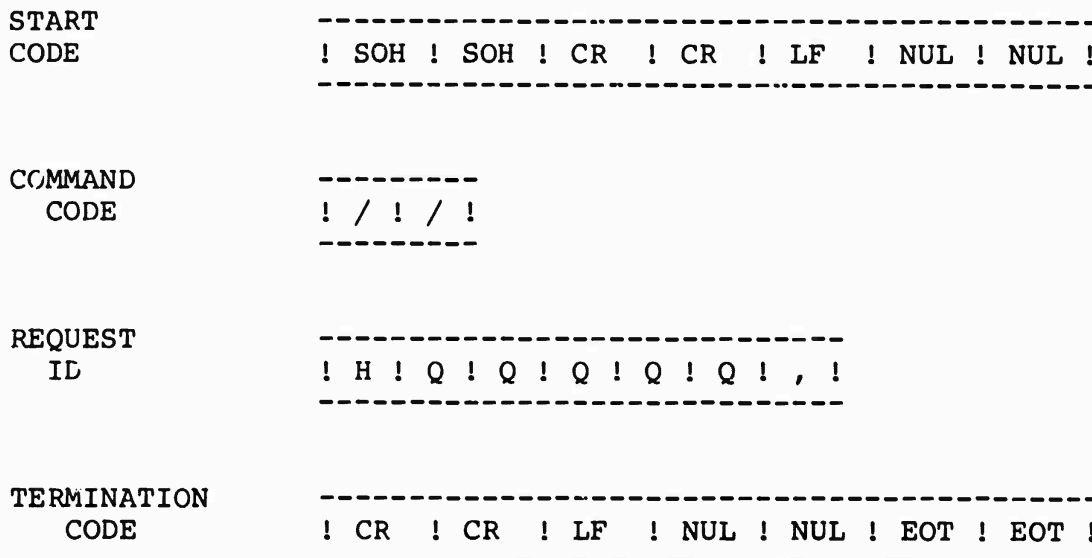 START
CODE ! SOH ! SOH ! CR ! CR ! LF ! NUL ! NUL !
COMMAND
CODE ! / ! / !
REQUEST
ID ! H ! Q ! Q ! Q ! Q ! Q ! , !
TERMINATION
CODE ! CR ! CR ! LF ! NUL ! NUL ! EOT ! EOT !